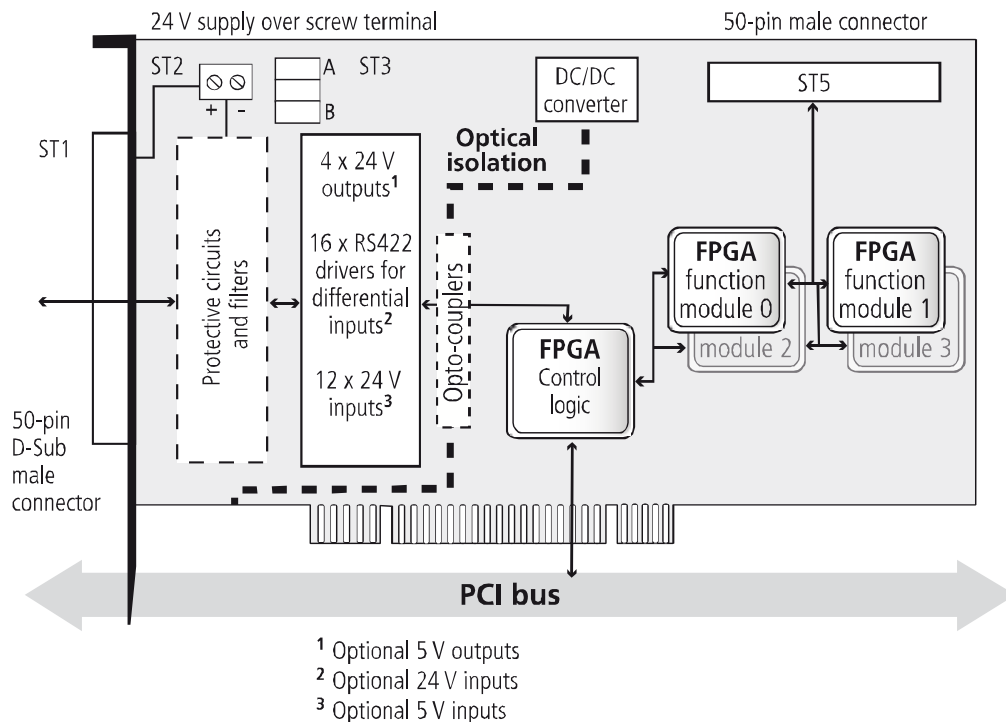 24 V supply over screw terminal
50-pin male connector
ST2
+ -
A
B
ST3
DC/DC
converter
ST5
ST1
Optical
isolation
Protective circuits
and filters
4 x 24 V
outputs¹
16 x RS422
drivers for
differential
inputs²
12 x 24 V
inputs³
Opto-couplers
FPGA
Control
logic
FPGA
function
module 0
module 2
FPGA
function
module 1
module 3
50-pin
D-Sub
male
connector
PCI bus
¹ Optional 5 V outputs
² Optional 24 V inputs
³ Optional 5 V inputs